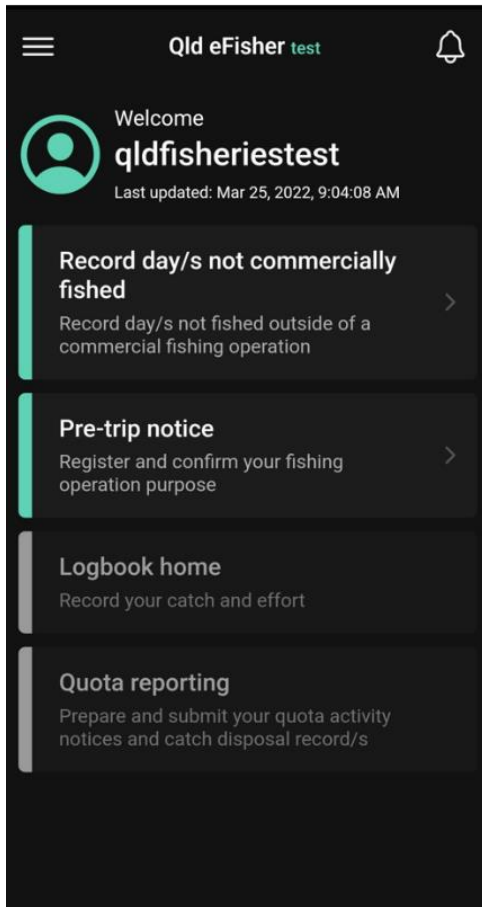 Qld eFisher test
Welcome
qldfisheriestest
Last updated: Mar 25, 2022, 9:04:08 AM
Record day/s not commercially
fished
Record day/s not fished outside of a
commercial fishing operation
Pre-trip notice
Register and confirm your fishing
operation purpose
Logbook home
Record your catch and effort
Quota reporting
Prepare and submit your quota activity
notices and catch disposal record/s